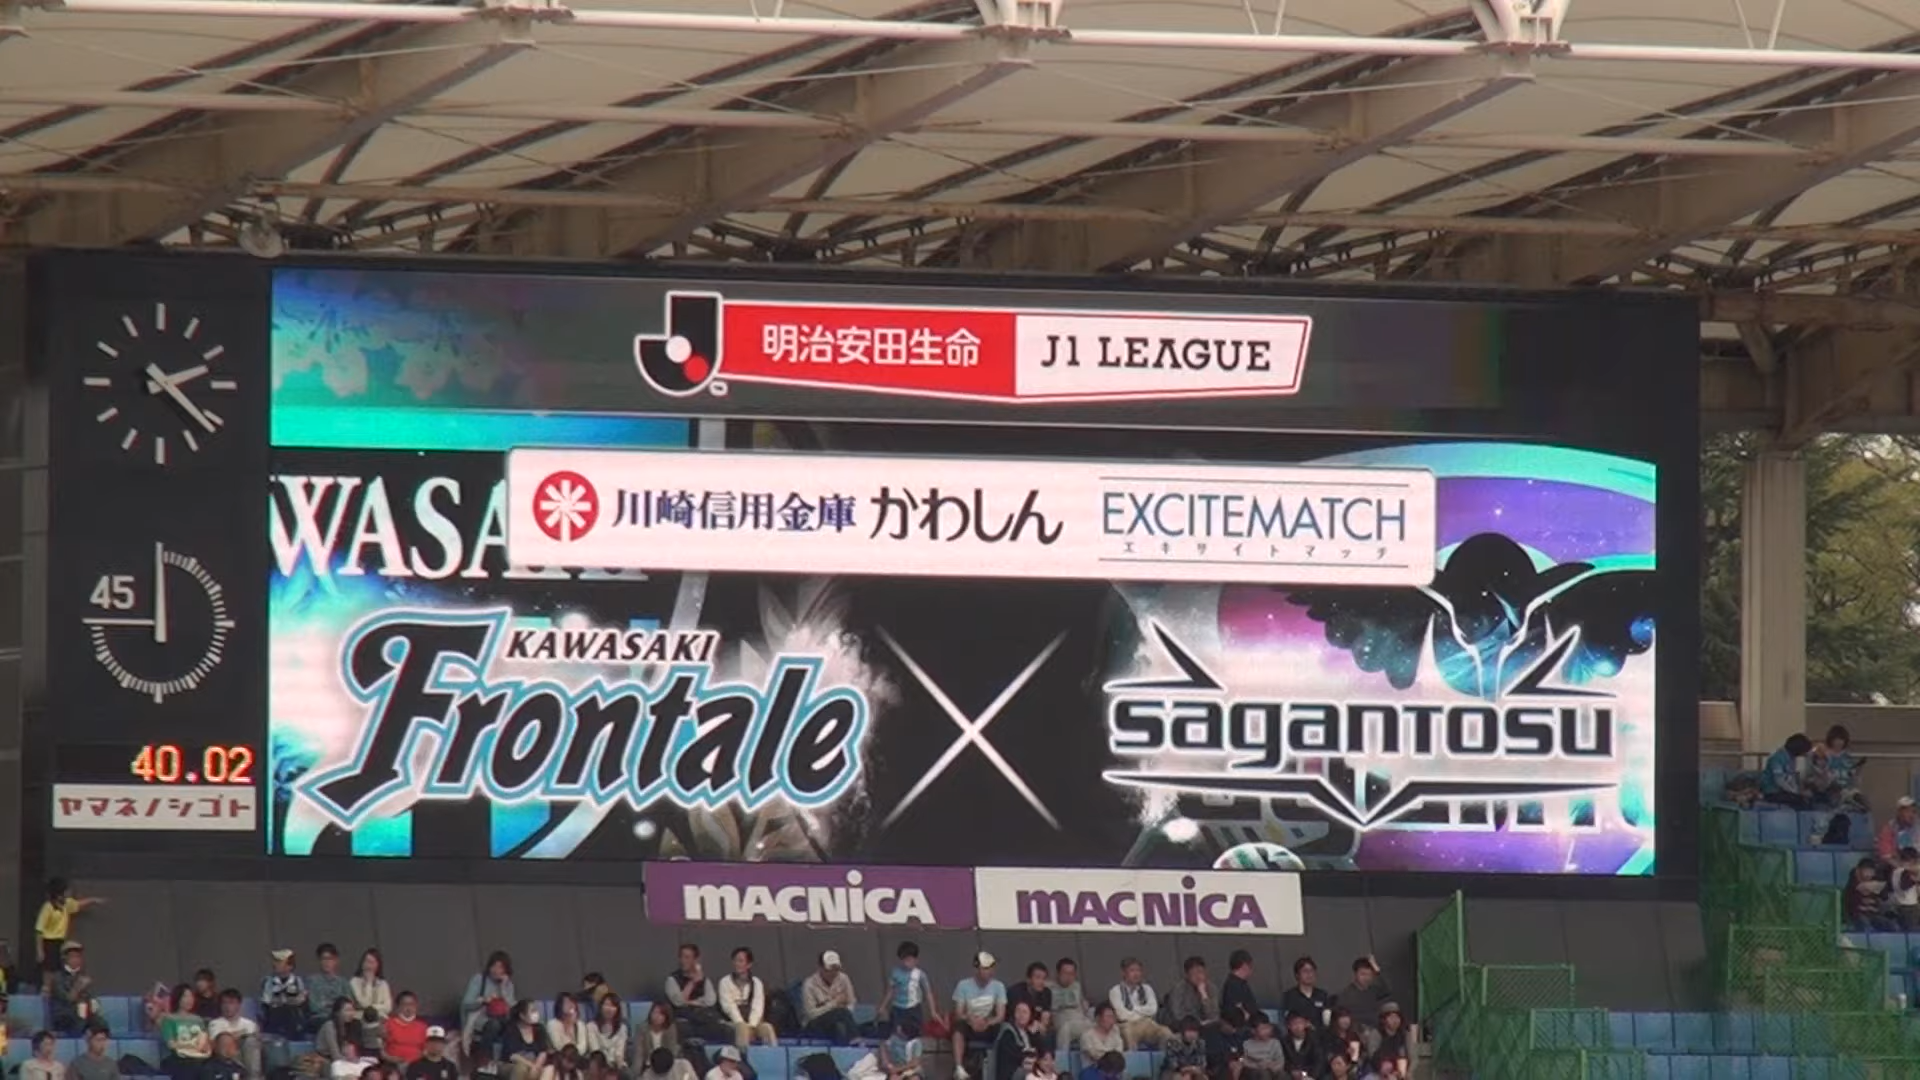 明治安田生命 J1 LEAGUE
川崎信用金庫 かわしん EXCITEMATCH
エキサイトマッチ
WASA
45
KAWASAKI
Frontale
sagantosu
40.02
ヤマネノシゴト
macnica macnica